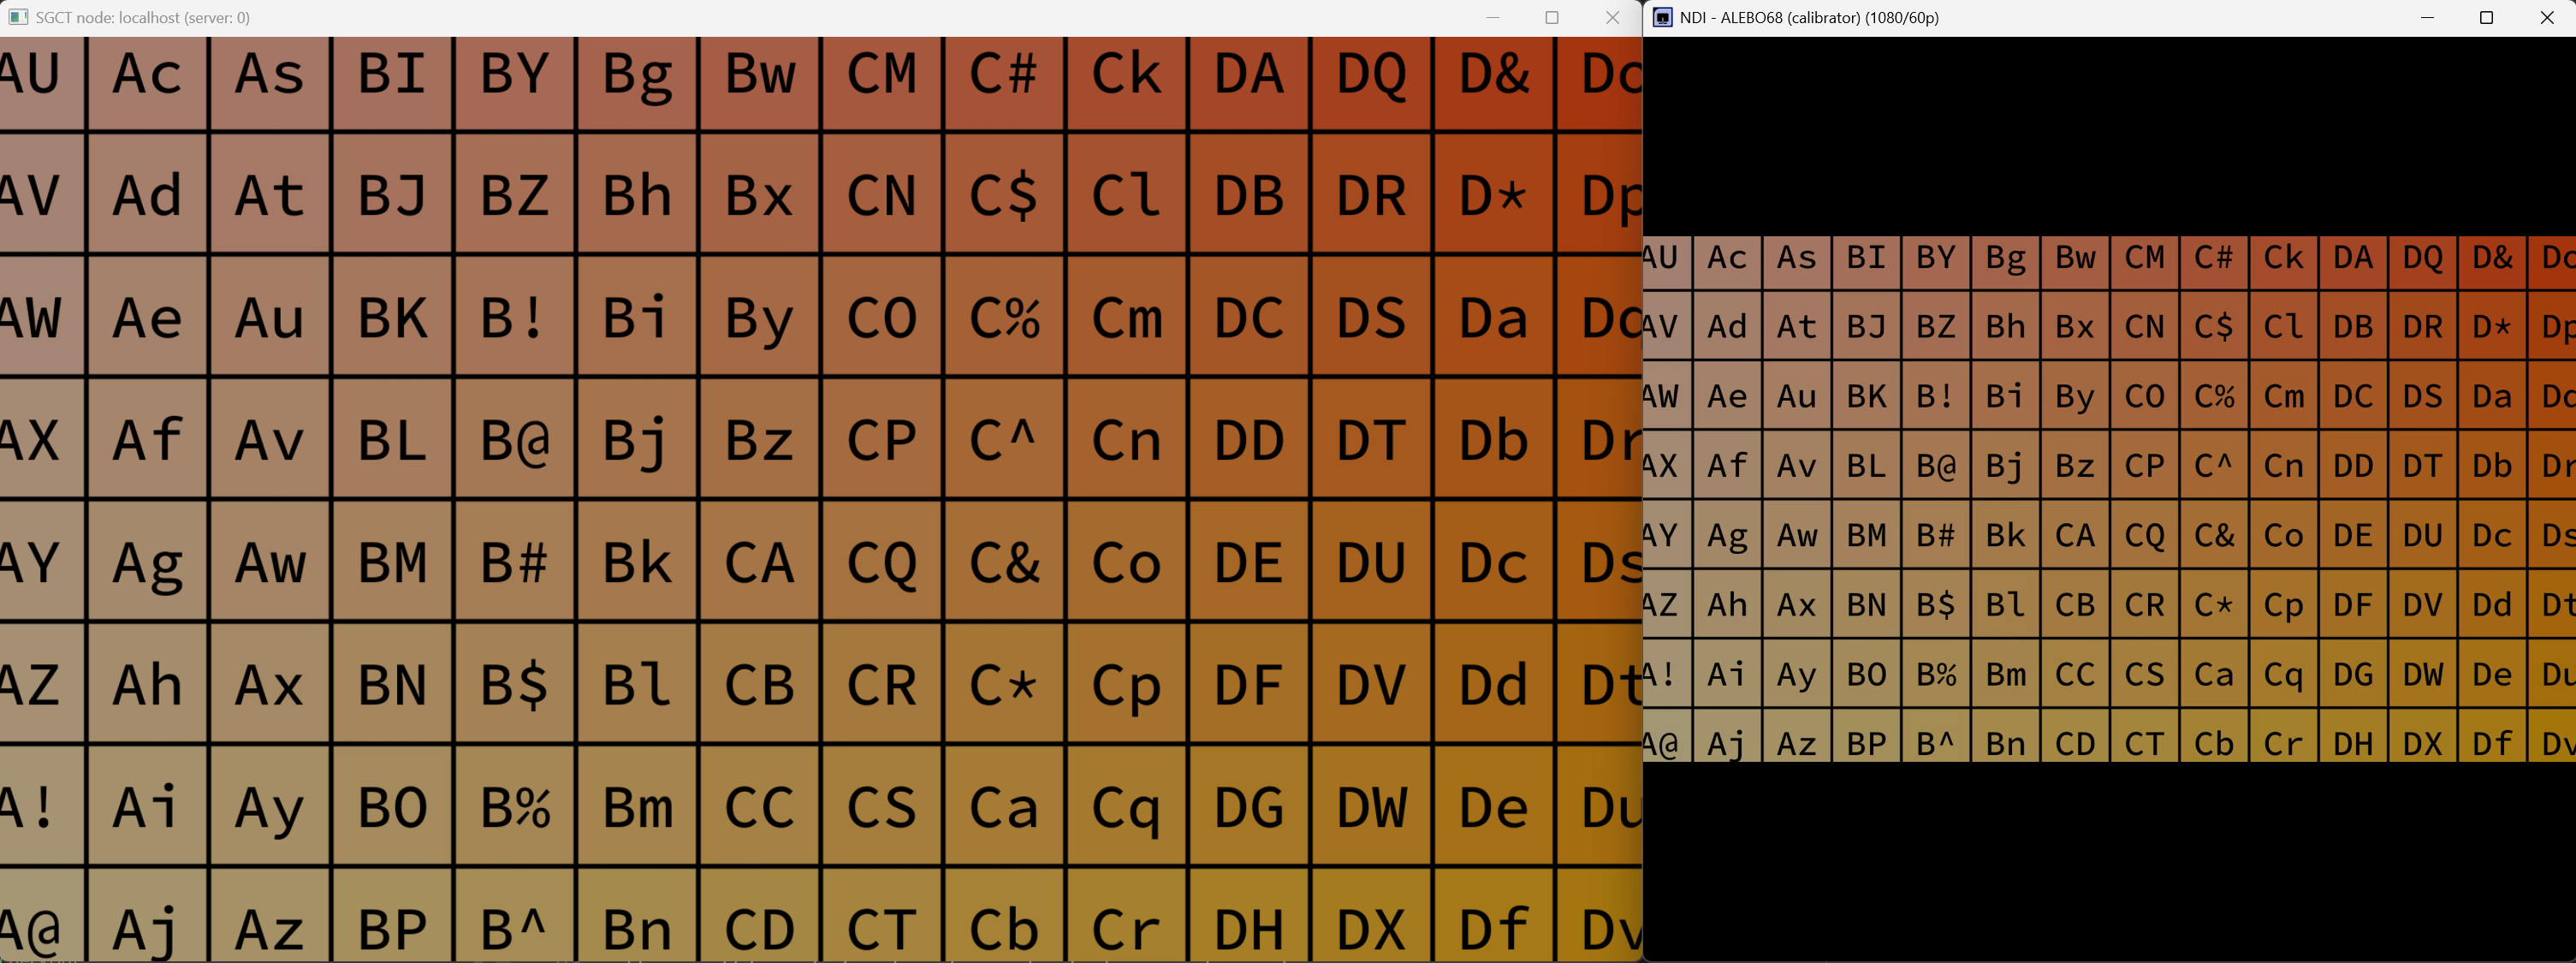 SGCT node: localhost (server: 0)
AU Ac As BI BY Bg Bw CM C# Ck DA DQ D&
AV Ad At BJ BZ Bh Bx CN C$ Cl DB DR D* Dp
AW Ae Au BK B! Bi By CO C% Cm DC DS Da
AX Af Av BL B@ Bj Bz CP C^ Cn DD DT Db Dr
AY Ag Aw BM B# Bk CA CQ C& Co DE DU Dc Ds
AZ Ah Ax BN B$ Bl CB CR C* Cp DF DV Dd Dt
A! Ai Ay BO B% Bm CC CS Ca Cq DG DW De Du
A@ Aj Az BP B^ Bn CD CT Cb Cr DH DX Df Dv
NDI - ALEBO68 (calibrator) (1080/60p)
AU Ac As BI BY Bg Bw CM C# Ck DA DQ D&
AV Ad At BJ BZ Bh Bx CN C$ Cl DB DR D* Dp
AW Ae Au BK B! Bi By CO C% Cm DC DS Da
AX Af Av BL B@ Bj Bz CP C^ Cn DD DT Db Dr
AY Ag Aw BM B# Bk CA CQ C& Co DE DU Dc Ds
AZ Ah Ax BN B$ Bl CB CR C* Cp DF DV Dd Dt
A! Ai Ay BO B% Bm CC CS Ca Cq DG DW De Du
A@ Aj Az BP B^ Bn CD CT Cb Cr DH DX Df Dv